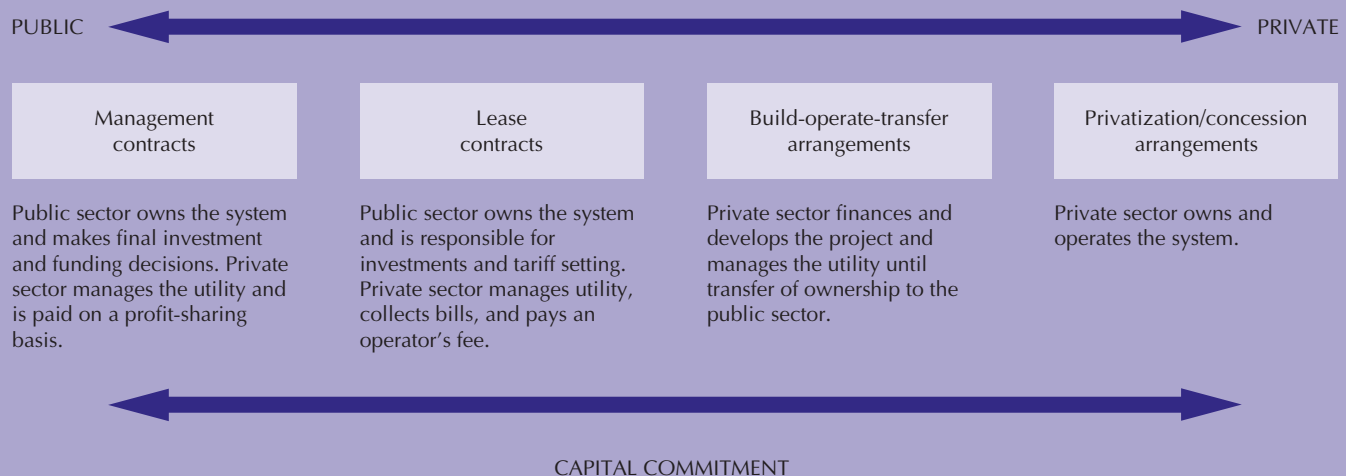 PUBLIC
PRIVATE
Management
contracts
Lease
contracts
Build-operate-transfer
arrangements
Privatization/concession
arrangements
Public sector owns the system
and makes final investment
and funding decisions. Private
sector manages the utility and
is paid on a profit-sharing
basis.
Public sector owns the system
and is responsible for
investments and tariff setting.
Private sector manages utility,
collects bills, and pays an
operator’s fee.
Private sector finances and
develops the project and
manages the utility until
transfer of ownership to the
public sector.
Private sector owns and
operates the system.
CAPITAL COMMITMENT